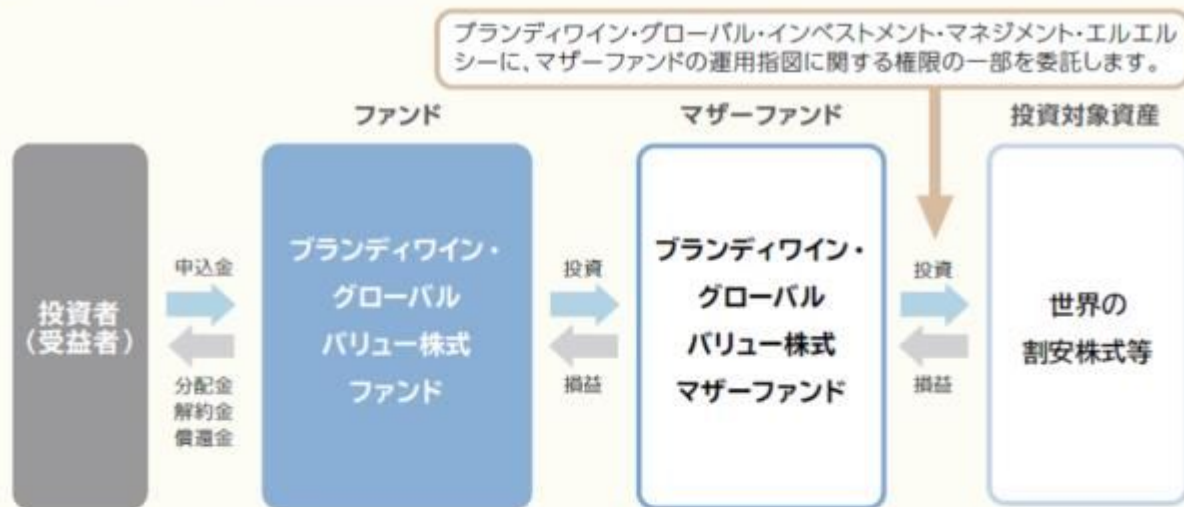 ブランディワイン・グローバル・インベストメント・マネジメント・エルエル
シーに、マザーファンドの運用指図に関する権限の一部を委託します。
ファンド
マザーファンド
投資対象資産
投資者
（受益者）
申込金
分配金
解約金
償還金
ブランディワイン・
グローバル
バリュー株式
ファンド
投資
損益
ブランディワイン・
グローバル
バリュー株式
マザーファンド
投資
損益
世界の
割安株式等